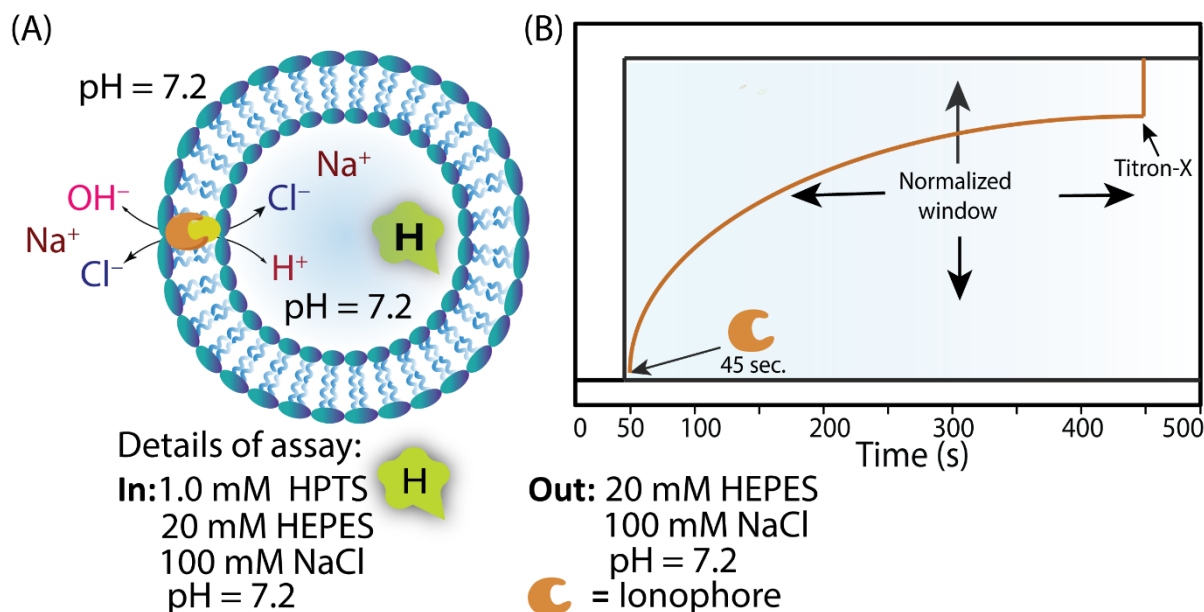 (A)
pH = 7.2
Na⁺
OH⁻
Cl⁻
H
Na⁺
Cl⁻
H⁺
pH = 7.2
Details of assay:
H
In: 1.0 mM HPTS
20 mM HEPES
100 mM NaCl
pH = 7.2
(B)
Titron-X
Normalized
window
45 sec.
0 50 100 200 300 400 500
Time (s)
Out: 20 mM HEPES
100 mM NaCl
pH = 7.2
= Ionophore